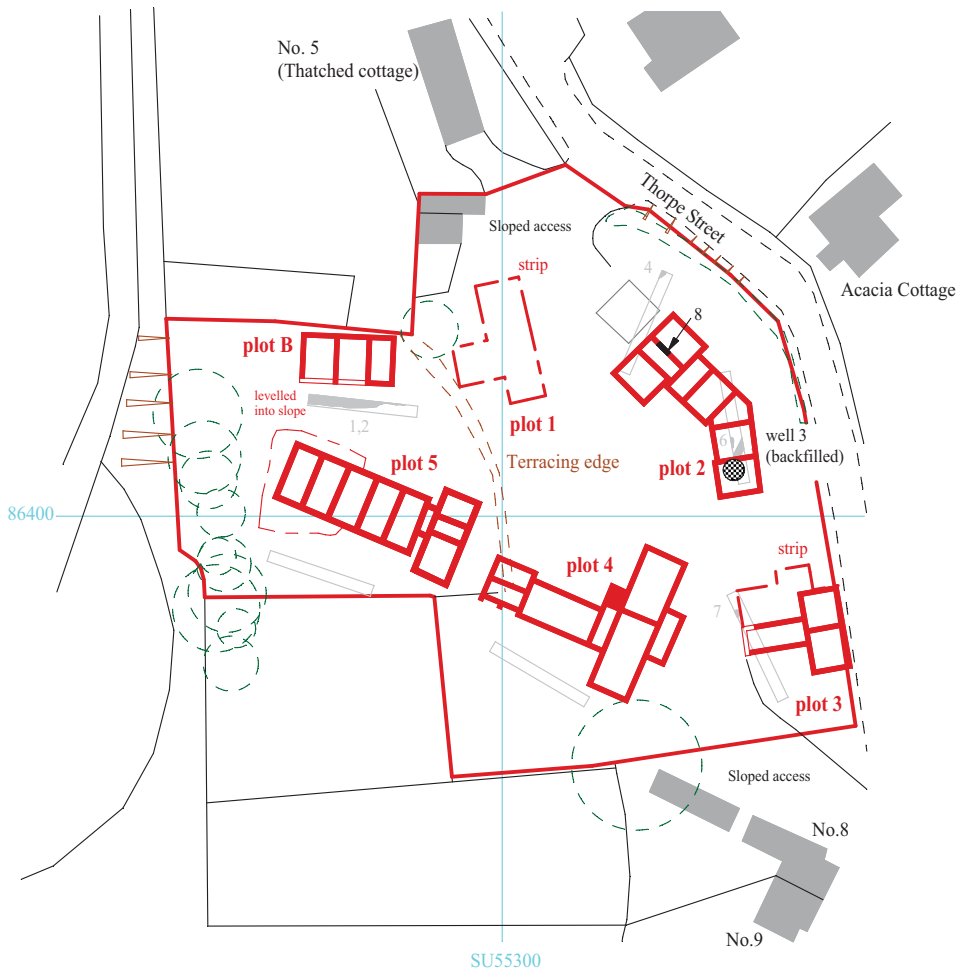 No. 5
(Thatched cottage)
Thorpe Street
Sloped access
Acacia Cottage
strip
4
8
plot B
levelled
into slope
1,2
plot 1
plot 5
Terracing edge
6
well 3
(backfilled)
plot 2
86400
plot 4
strip
7
plot 3
Sloped access
No.8
No.9
SU55300